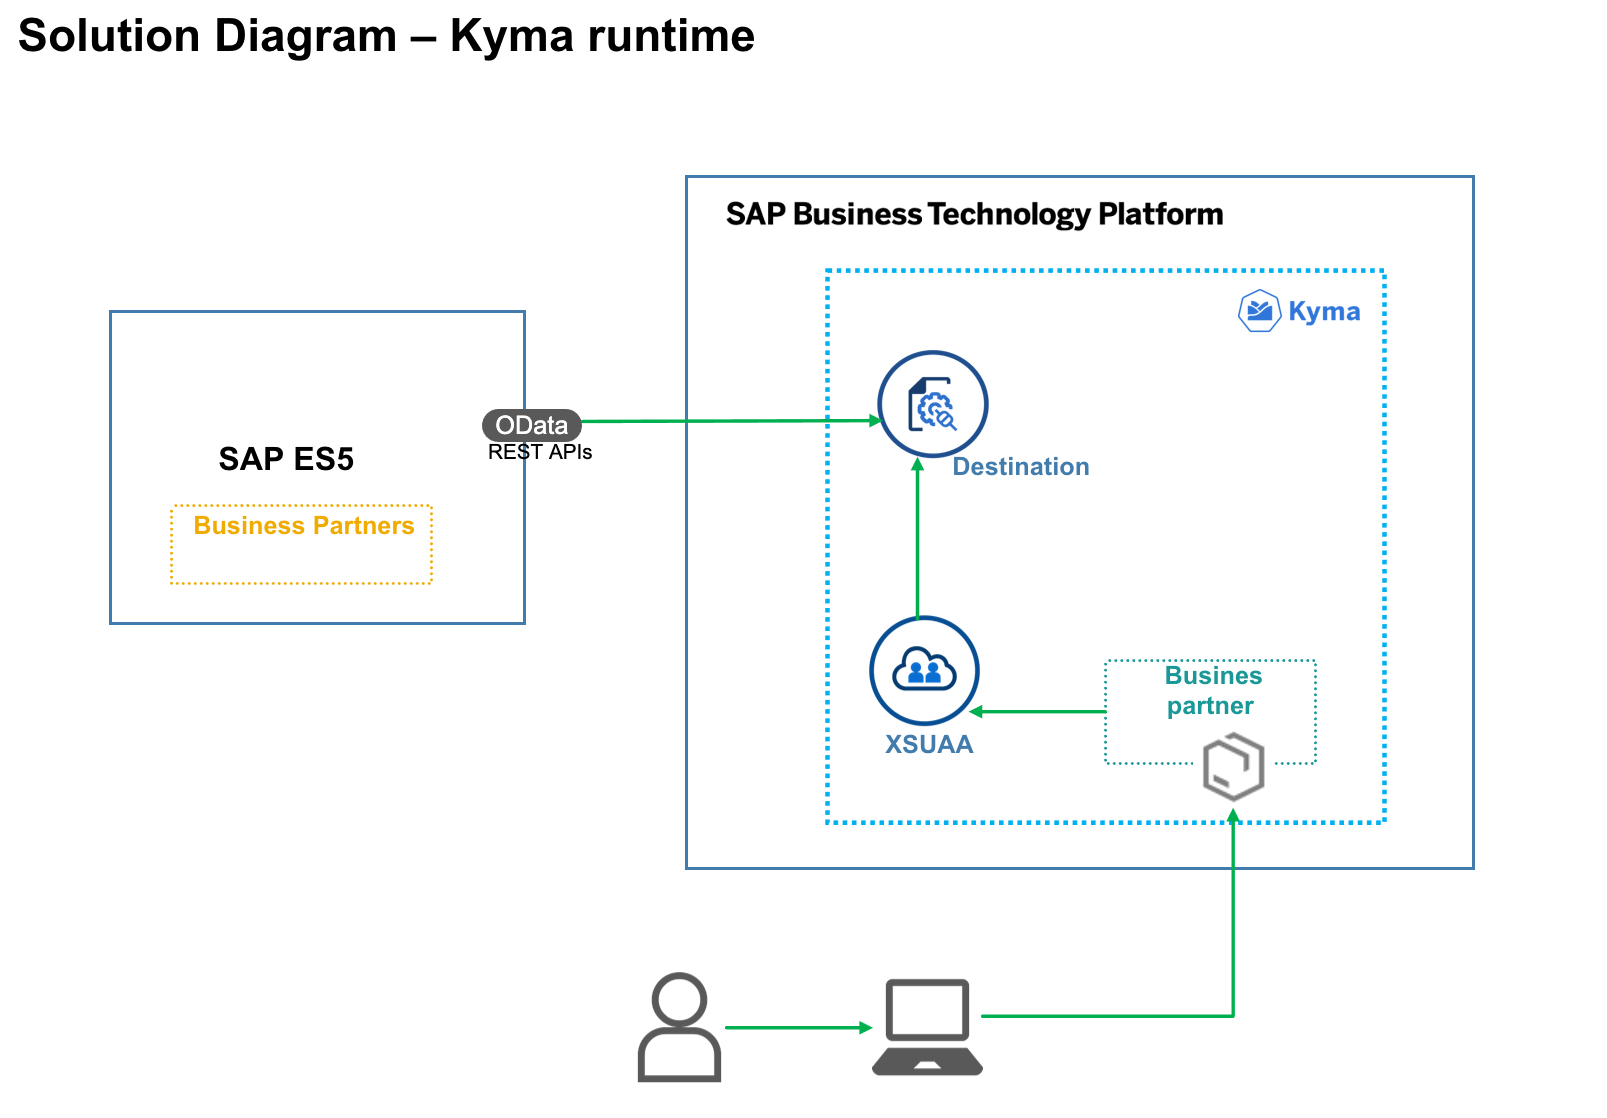 Solution Diagram – Kyma runtime
SAP Business Technology Platform
Kyma
OData
REST APIs
SAP ES5
Destination
Business Partners
Busines
partner
XSUAA